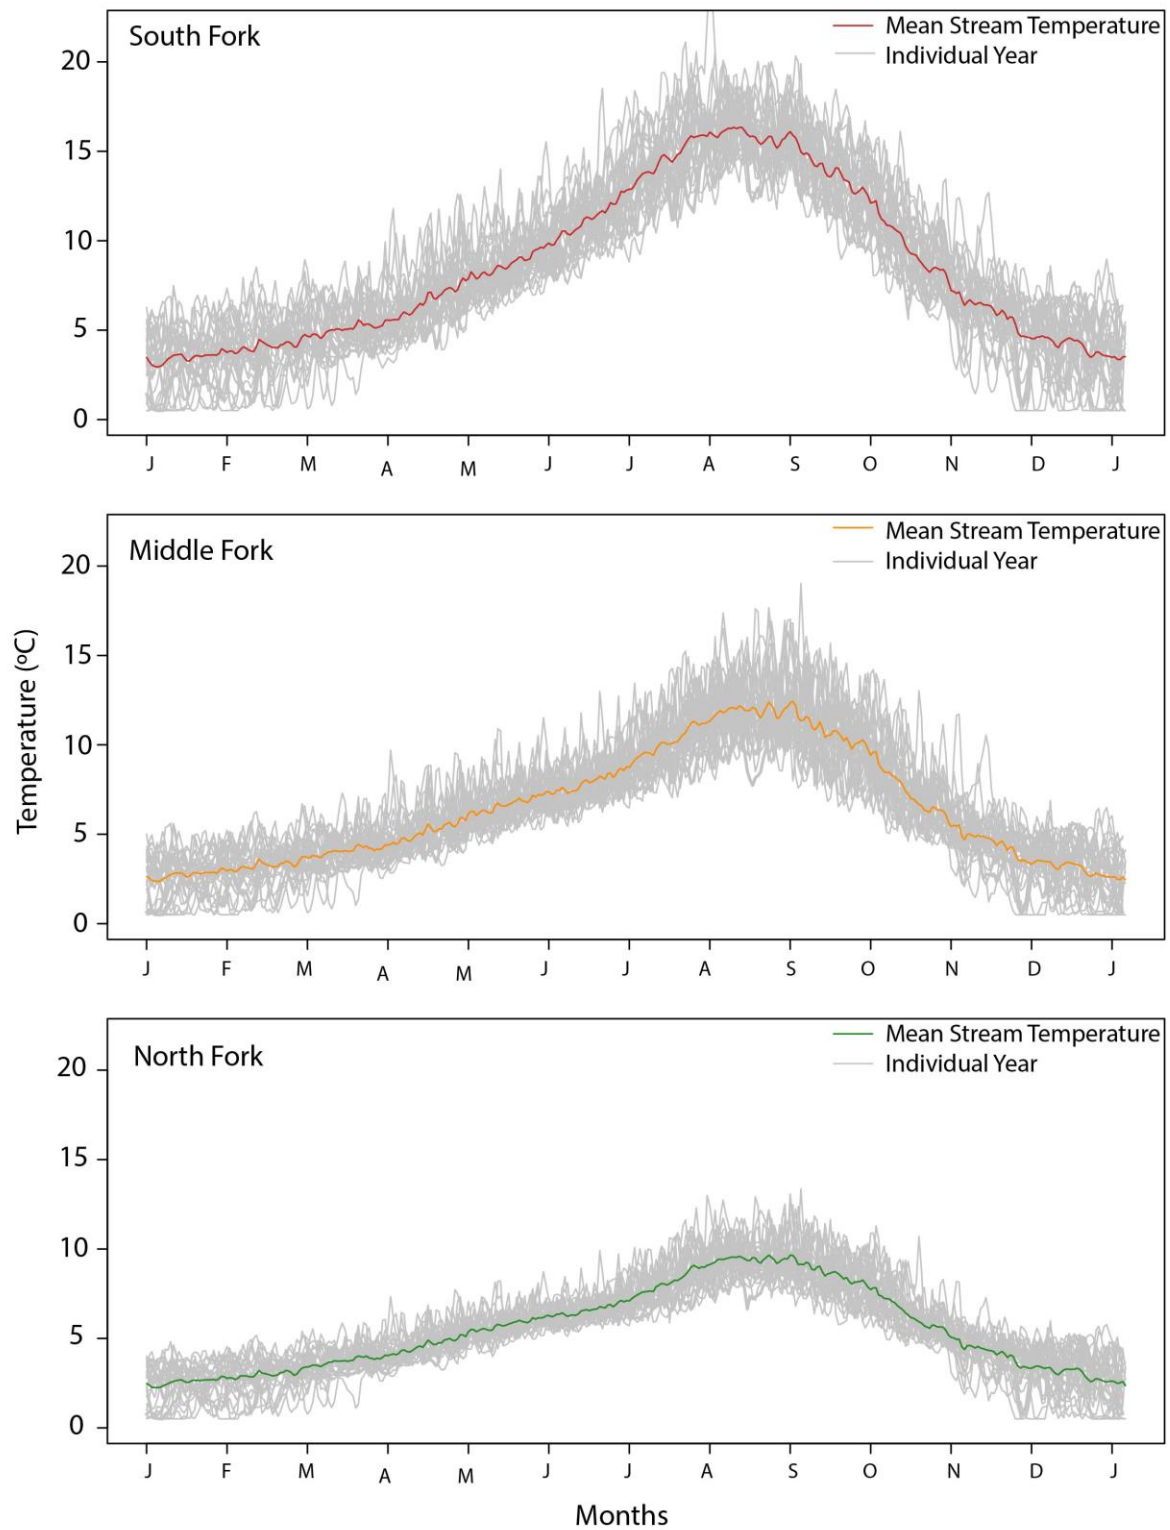 South Fork
Mean Stream Temperature
Individual Year
20
15
10
5
0
J F M A M J J A S O N D J
Middle Fork
Mean Stream Temperature
Individual Year
20
15
10
5
0
J F M A M J J A S O N D J
Temperature (ºC)
North Fork
Mean Stream Temperature
Individual Year
20
15
10
5
0
J F M A M J J A S O N D J
Months